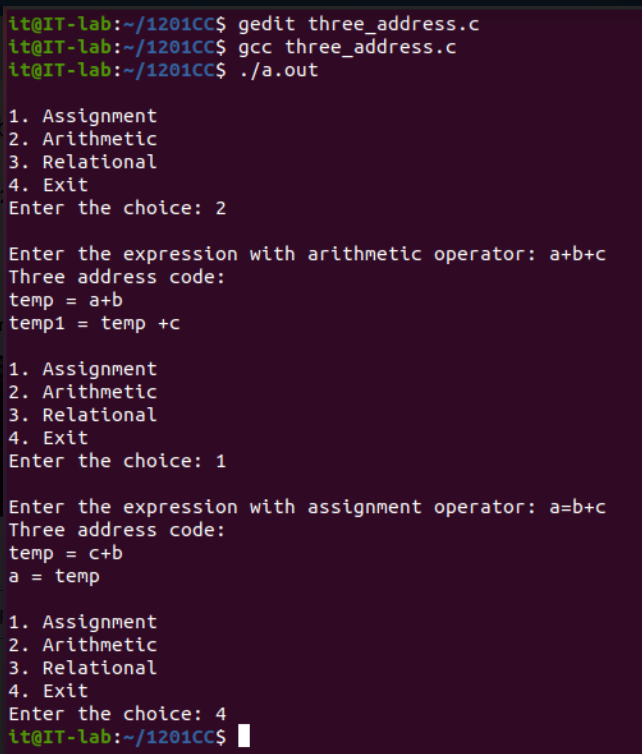 it@IT-lab:~/1201CC$ gedit three_address.c
it@IT-lab:~/1201CC$ gcc three_address.c
it@IT-lab:~/1201CC$ ./a.out

1. Assignment
2. Arithmetic
3. Relational
4. Exit
Enter the choice: 2

Enter the expression with arithmetic operator: a+b+c
Three address code:
temp = a+b
temp1 = temp +c

1. Assignment
2. Arithmetic
3. Relational
4. Exit
Enter the choice: 1

Enter the expression with assignment operator: a=b+c
Three address code:
temp = c+b
a = temp

1. Assignment
2. Arithmetic
3. Relational
4. Exit
Enter the choice: 4
it@IT-lab:~/1201CC$